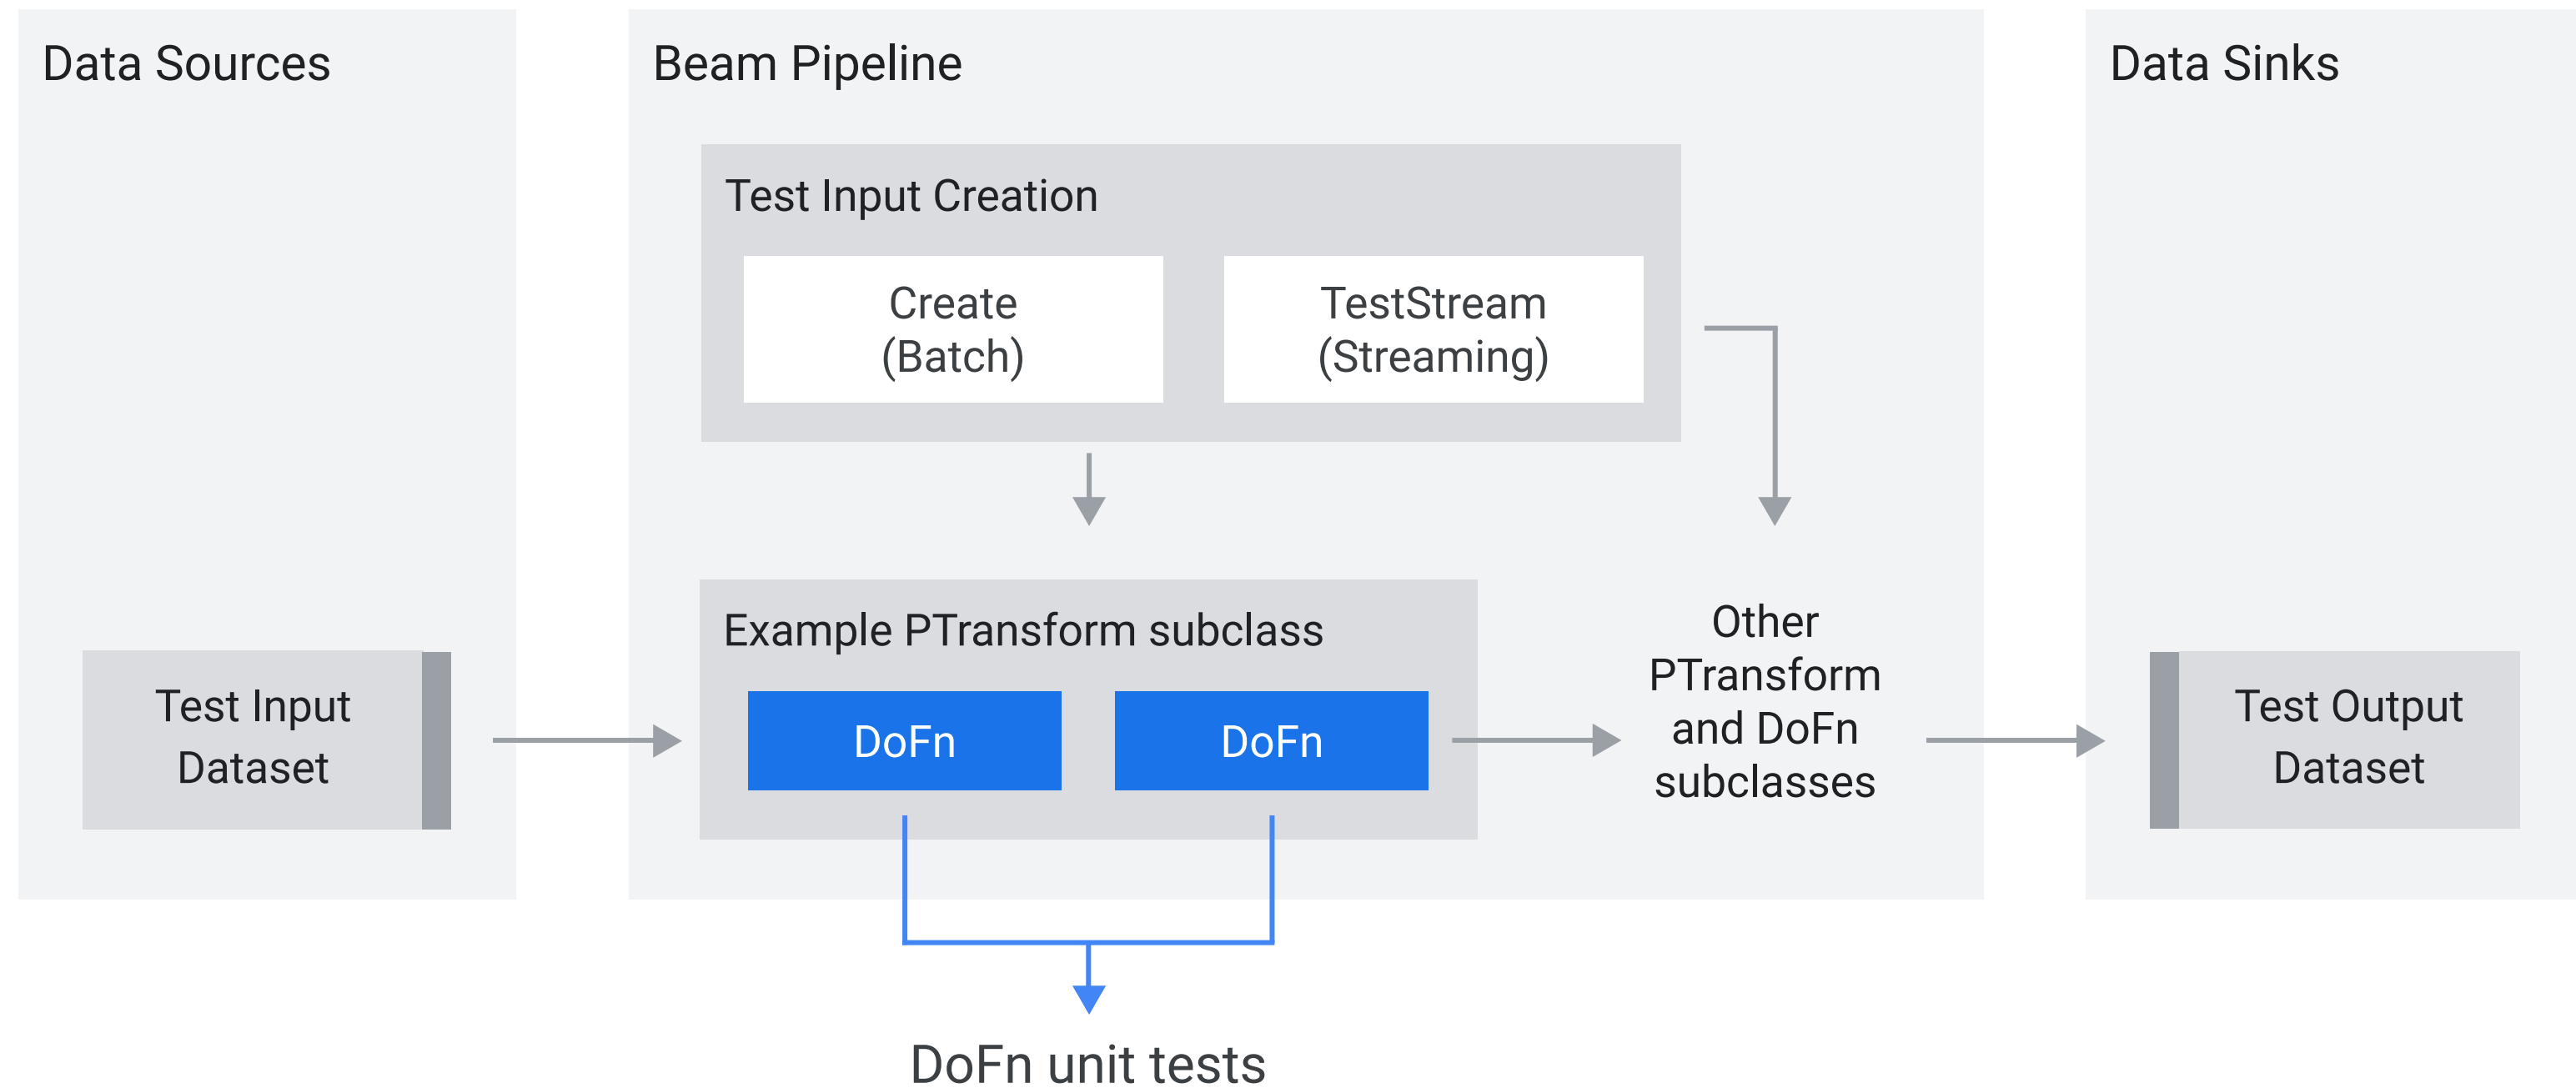 Data Sources
Beam Pipeline
Data Sinks
Test Input Creation
Create
(Batch)
TestStream
(Streaming)
Test Input
Dataset
Example PTransform subclass
DoFn
DoFn
Other
PTransform
and DoFn
subclasses
Test Output
Dataset
DoFn unit tests